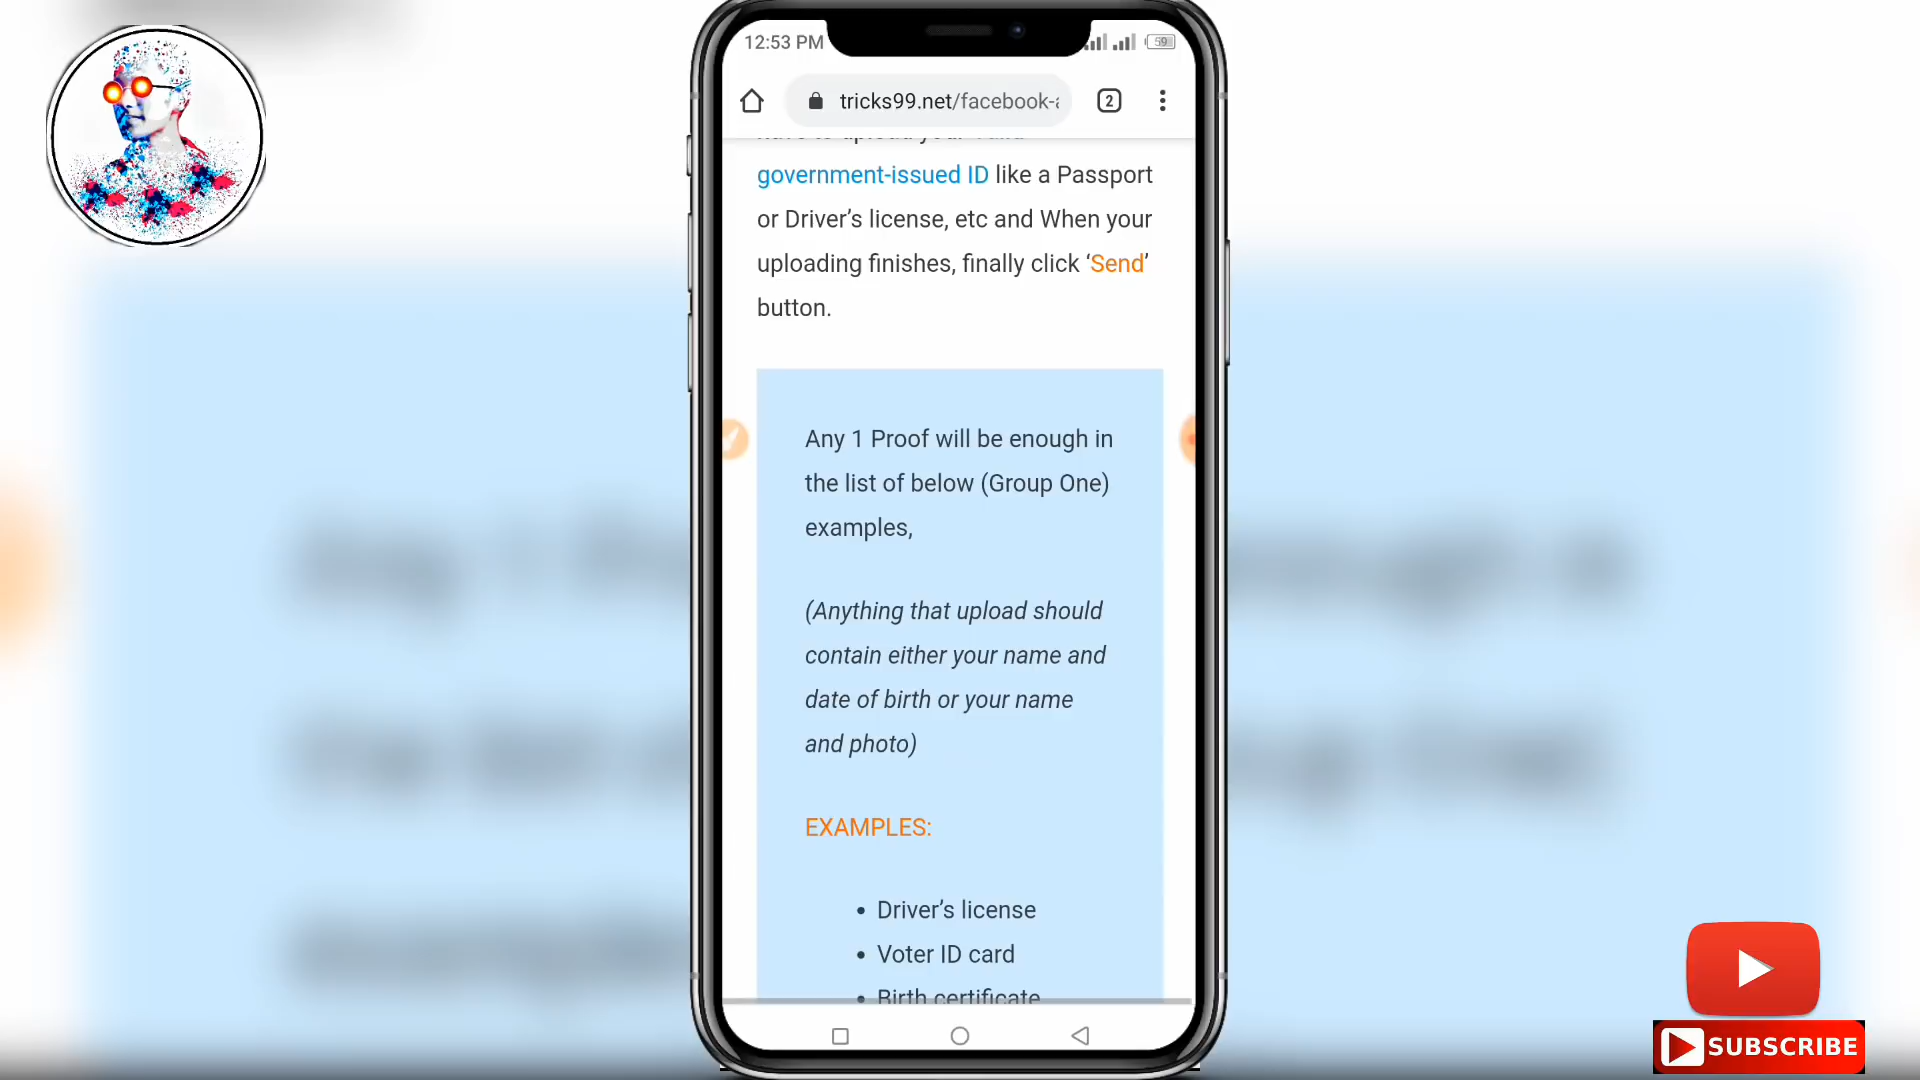 12:53 PM
59
tricks99.net/facebook-a
2
government-issued ID like a Passport
or Driver’s license, etc and When your
uploading finishes, finally click ‘Send’
button.
Any 1 Proof will be enough in
the list of below (Group One)
examples,
(Anything that upload should
contain either your name and
date of birth or your name
and photo)
EXAMPLES:
• Driver’s license
• Voter ID card
• Birth certificate
SUBSCRIBE